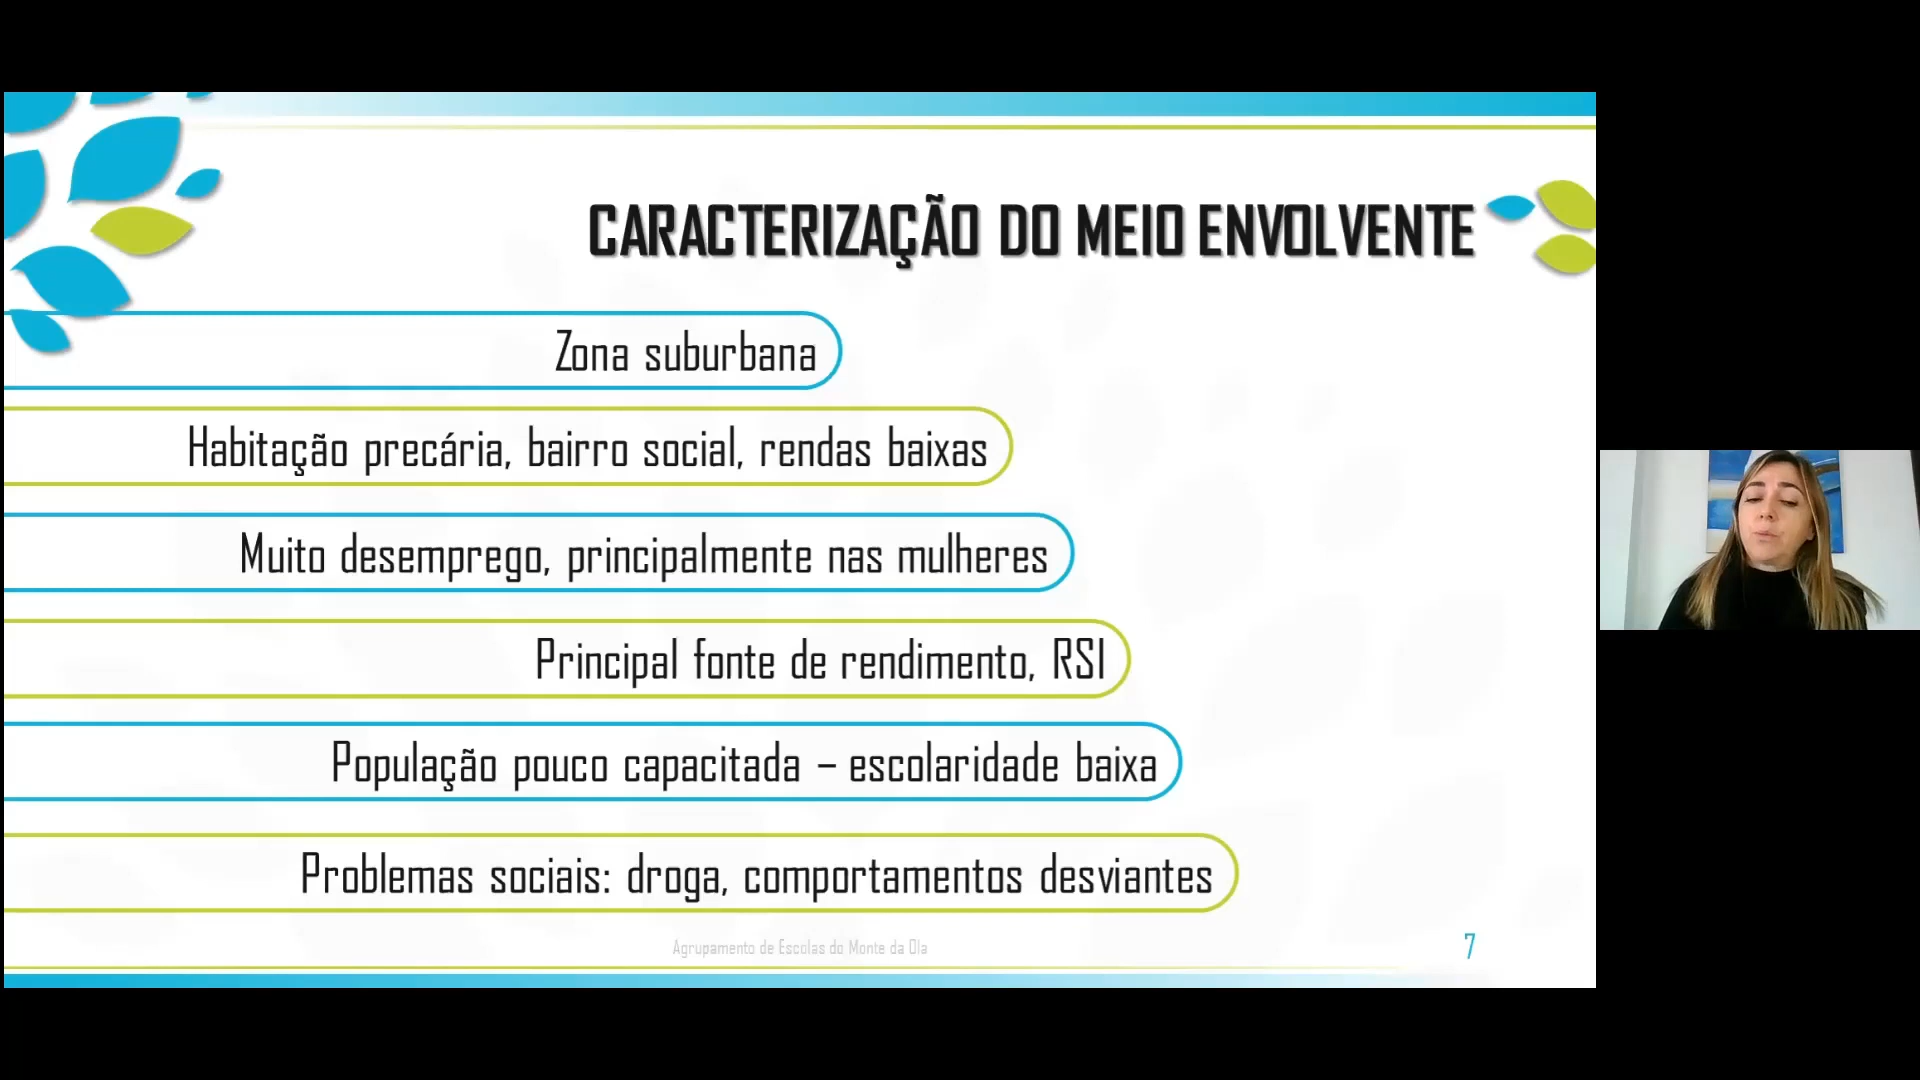 CARACTERIZAÇÃO DO MEIO ENVOLVENTE
Zona suburbana
Habitação precária, bairro social, rendas baixas
Muito desemprego, principalmente nas mulheres
Principal fonte de rendimento, RSI
População pouco capacitada – escolaridade baixa
Problemas sociais: droga, comportamentos desviantes
Agrupamento de Escolas do Monte da Ola
7